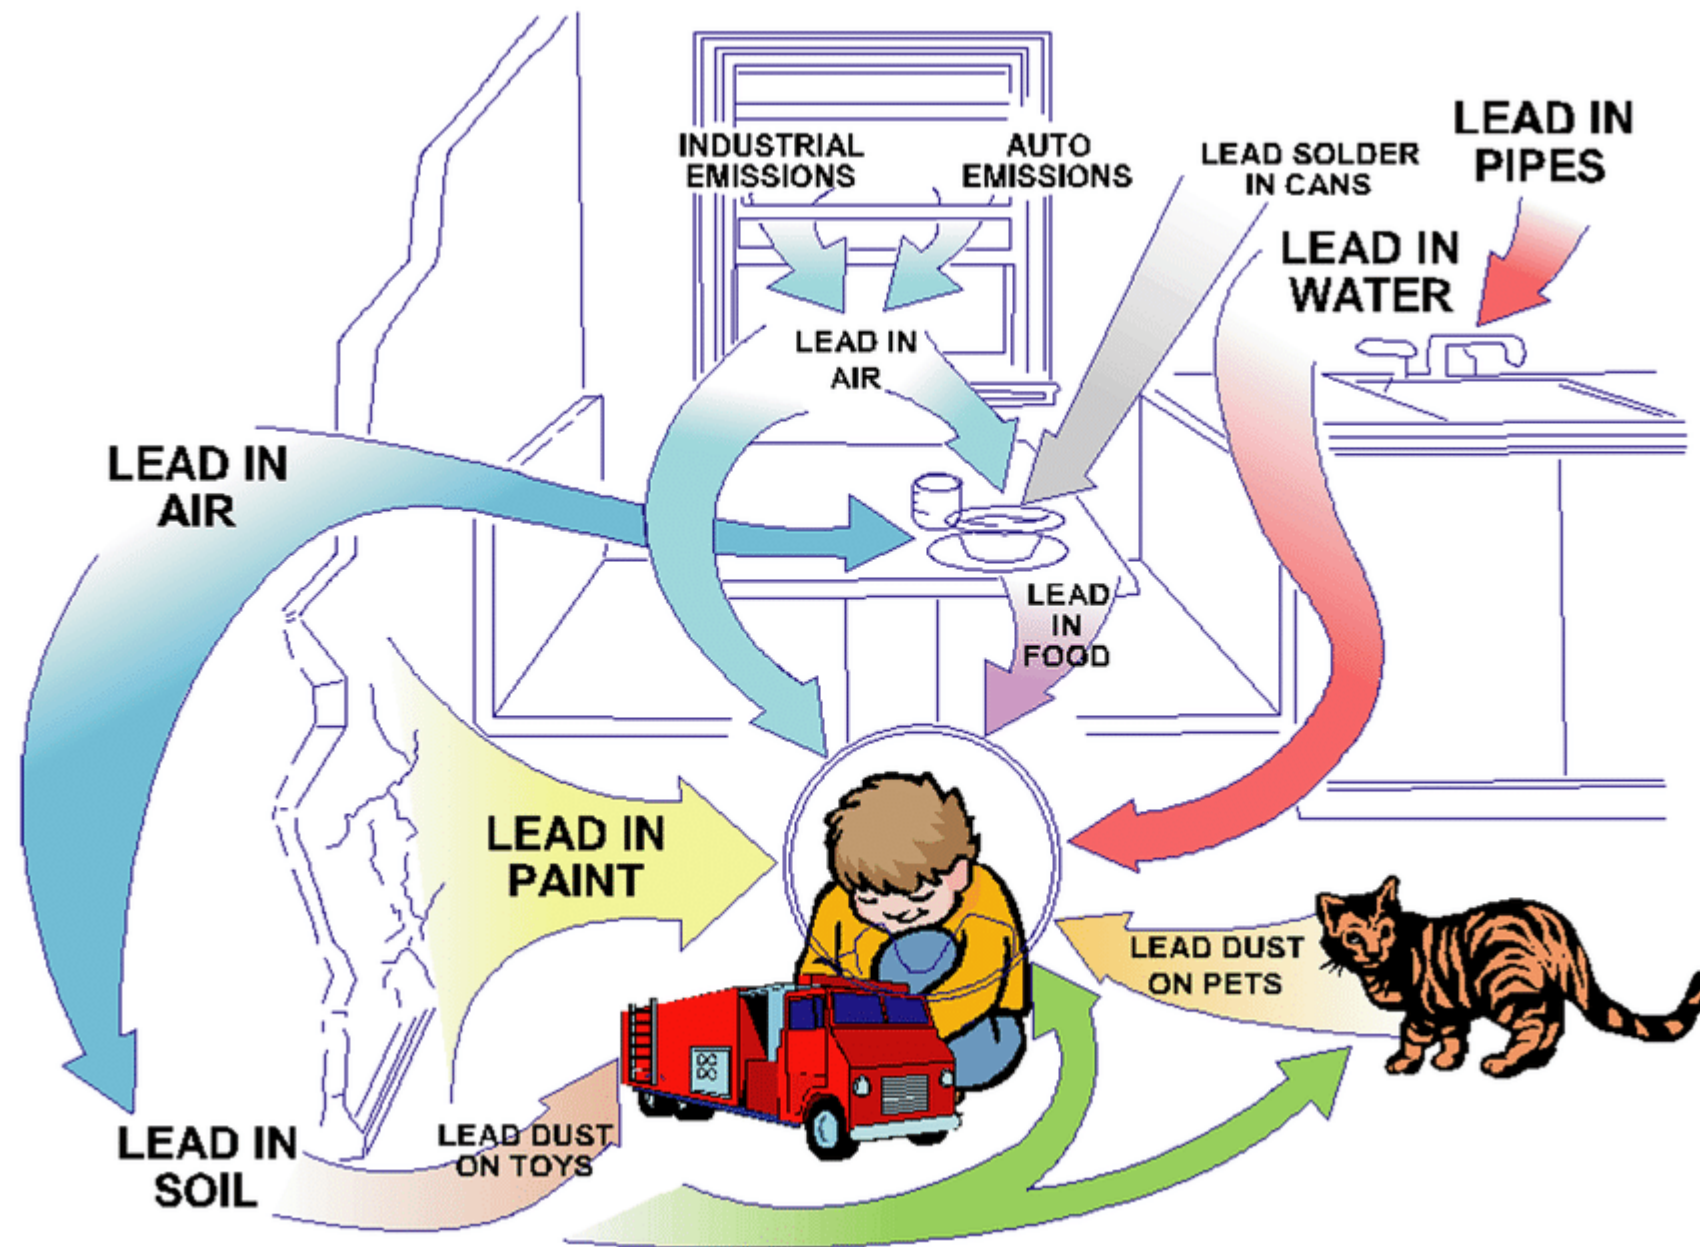 INDUSTRIAL
EMISSIONS
AUTO
EMISSIONS
LEAD SOLDER
IN CANS
LEAD IN
PIPES
LEAD IN
WATER
LEAD IN
AIR
LEAD IN
AIR
LEAD
IN
FOOD
LEAD IN
PAINT
LEAD DUST
ON PETS
LEAD DUST
ON TOYS
LEAD IN
SOIL